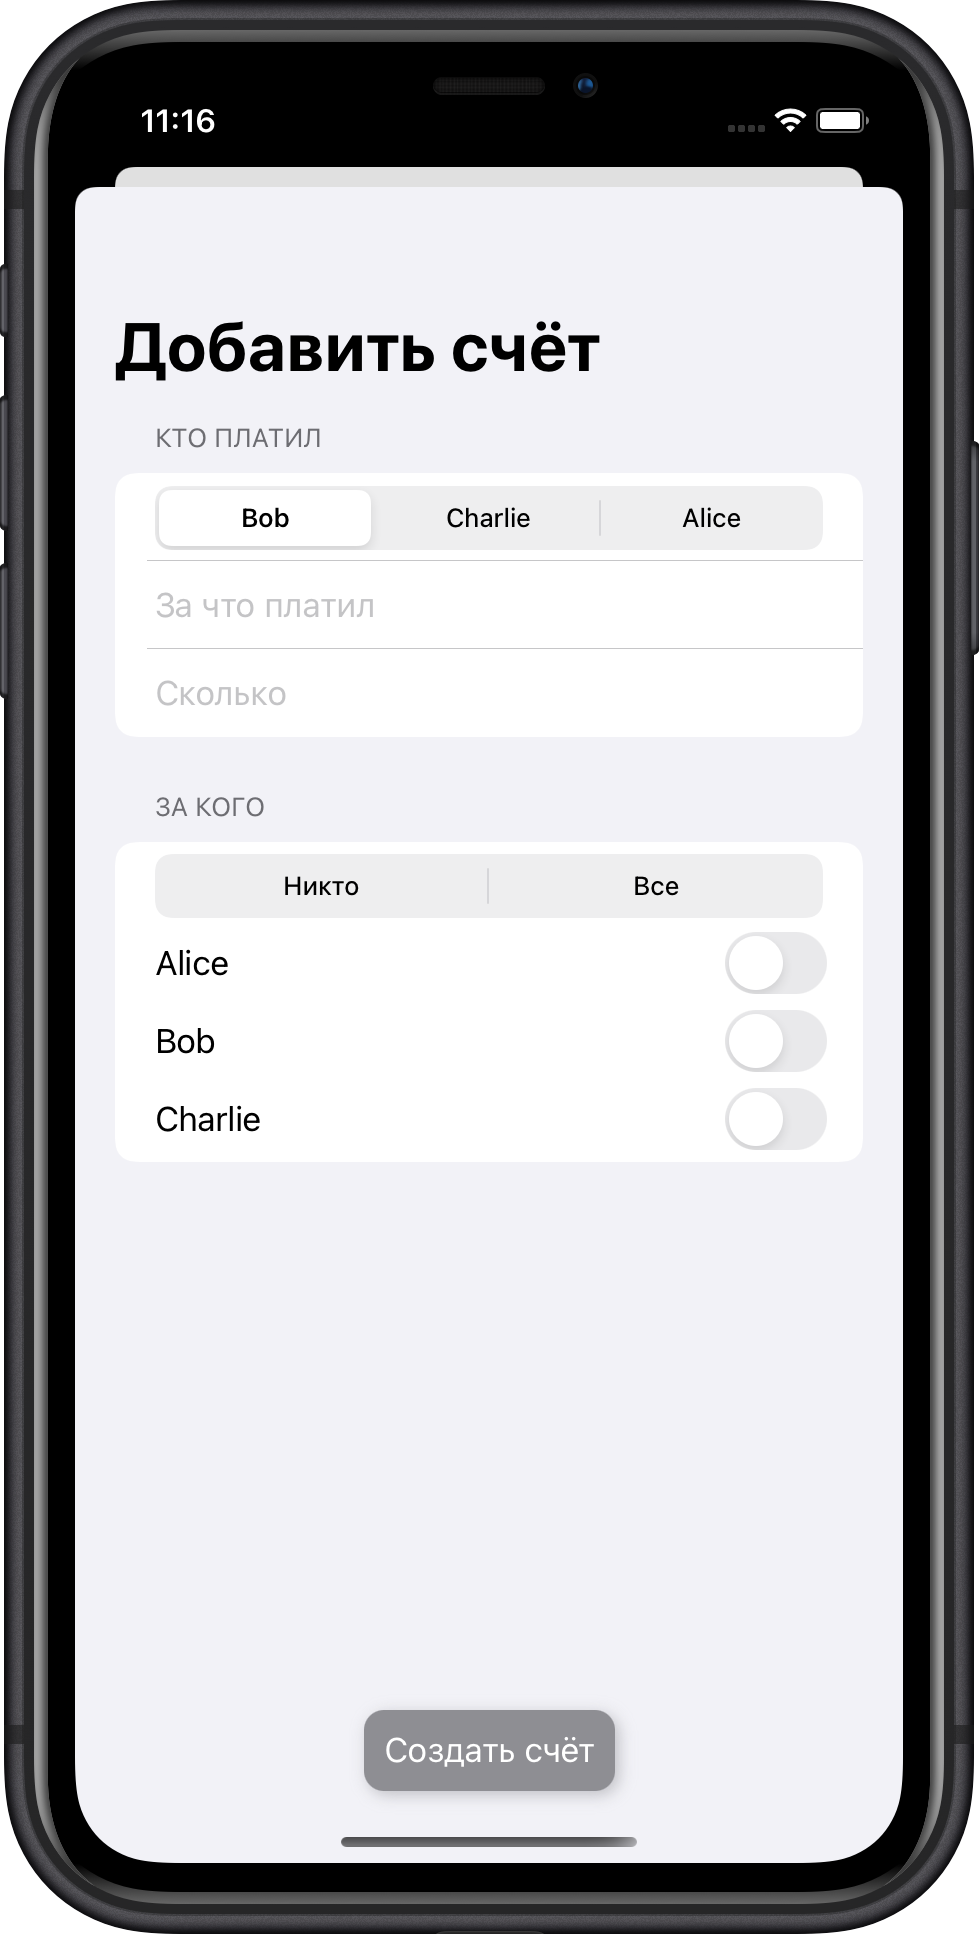 11:16
Добавить счёт
КТО ПЛАТИЛ
Bob Charlie Alice
За что платил
Сколько
ЗА КОГО
Никто Все
Alice
Bob
Charlie
Создать счёт